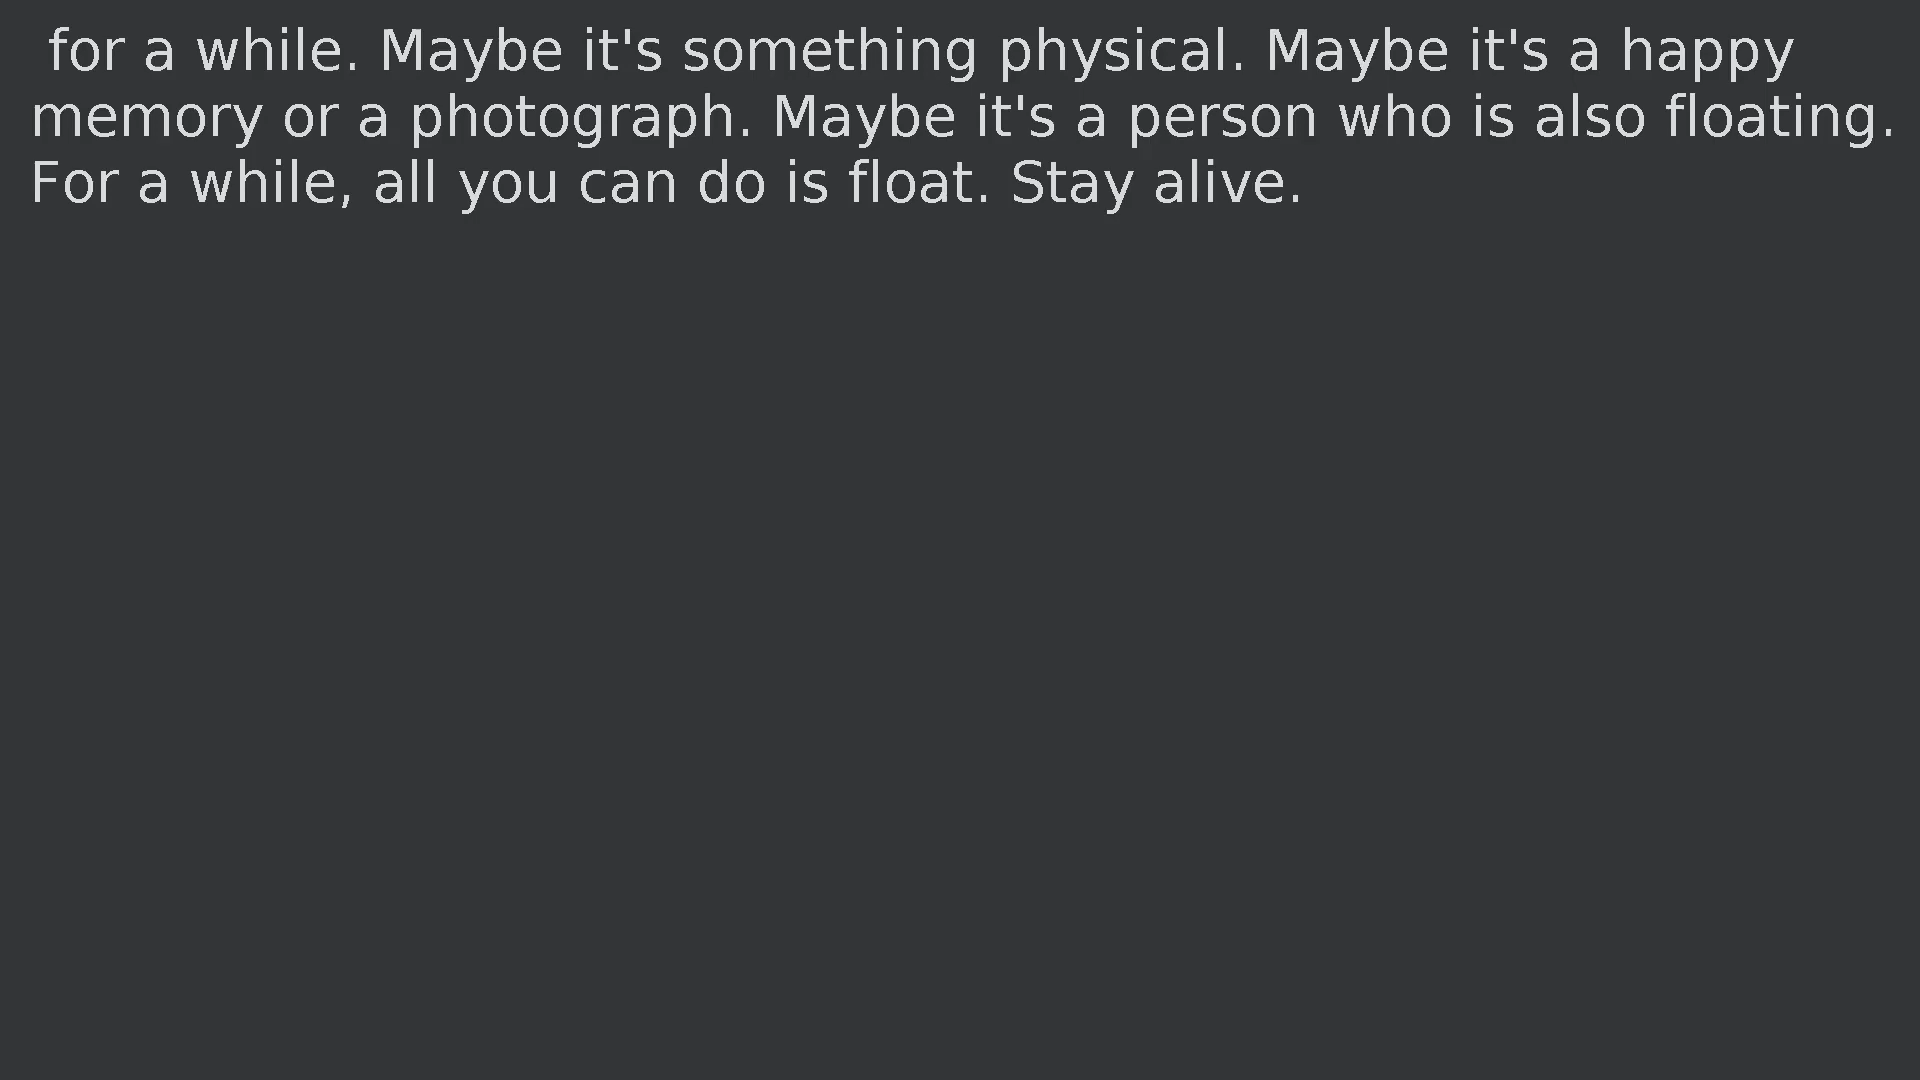 for a while. Maybe it's something physical. Maybe it's a happy
memory or a photograph. Maybe it's a person who is also floating.
For a while, all you can do is float. Stay alive.